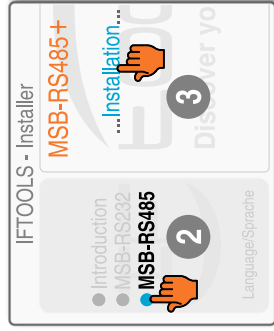 IFTOOLS - Installer
Introduction
MSB-RS232
MSB-RS485
2
Language/Sprache
MSB-RS485+
...Installation...
3
Discover yo